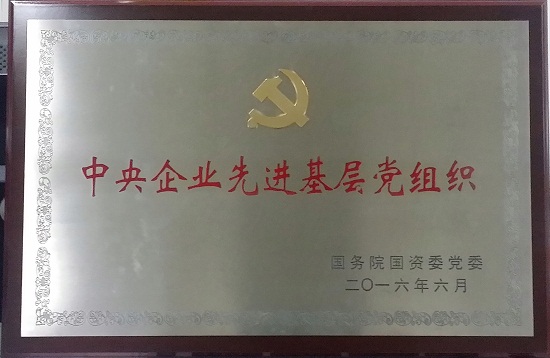 中央企业先进基层党组织
国务院国资委党委
二〇一六年六月